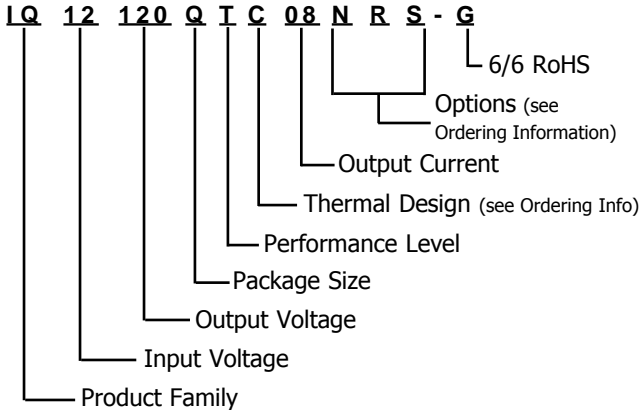 IQ 12 120 Q T C 08 N R S - G
6/6 RoHS
Options (see
Ordering Information)
Output Current
Thermal Design (see Ordering Info)
Performance Level
Package Size
Output Voltage
Input Voltage
Product Family